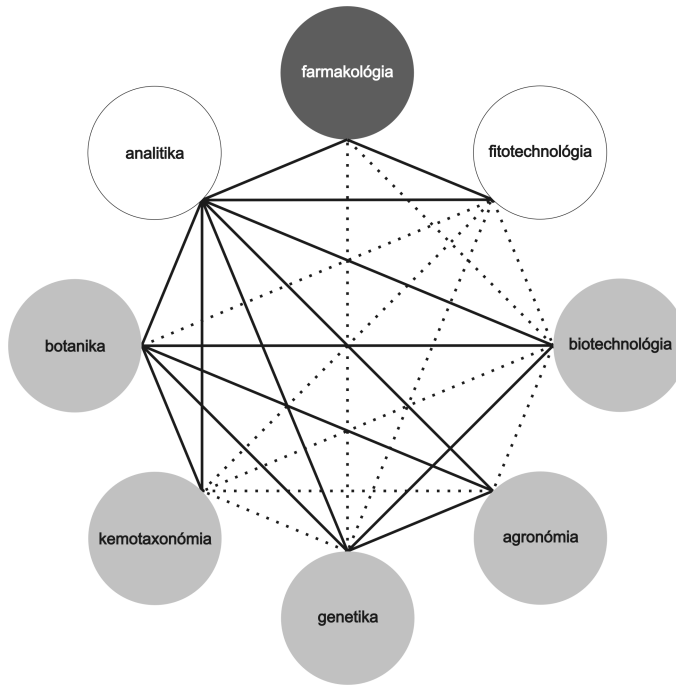 farmakológia
analitika
fitotechnológia
botanika
biotechnológia
kemotaxonómia
agronómia
genetika